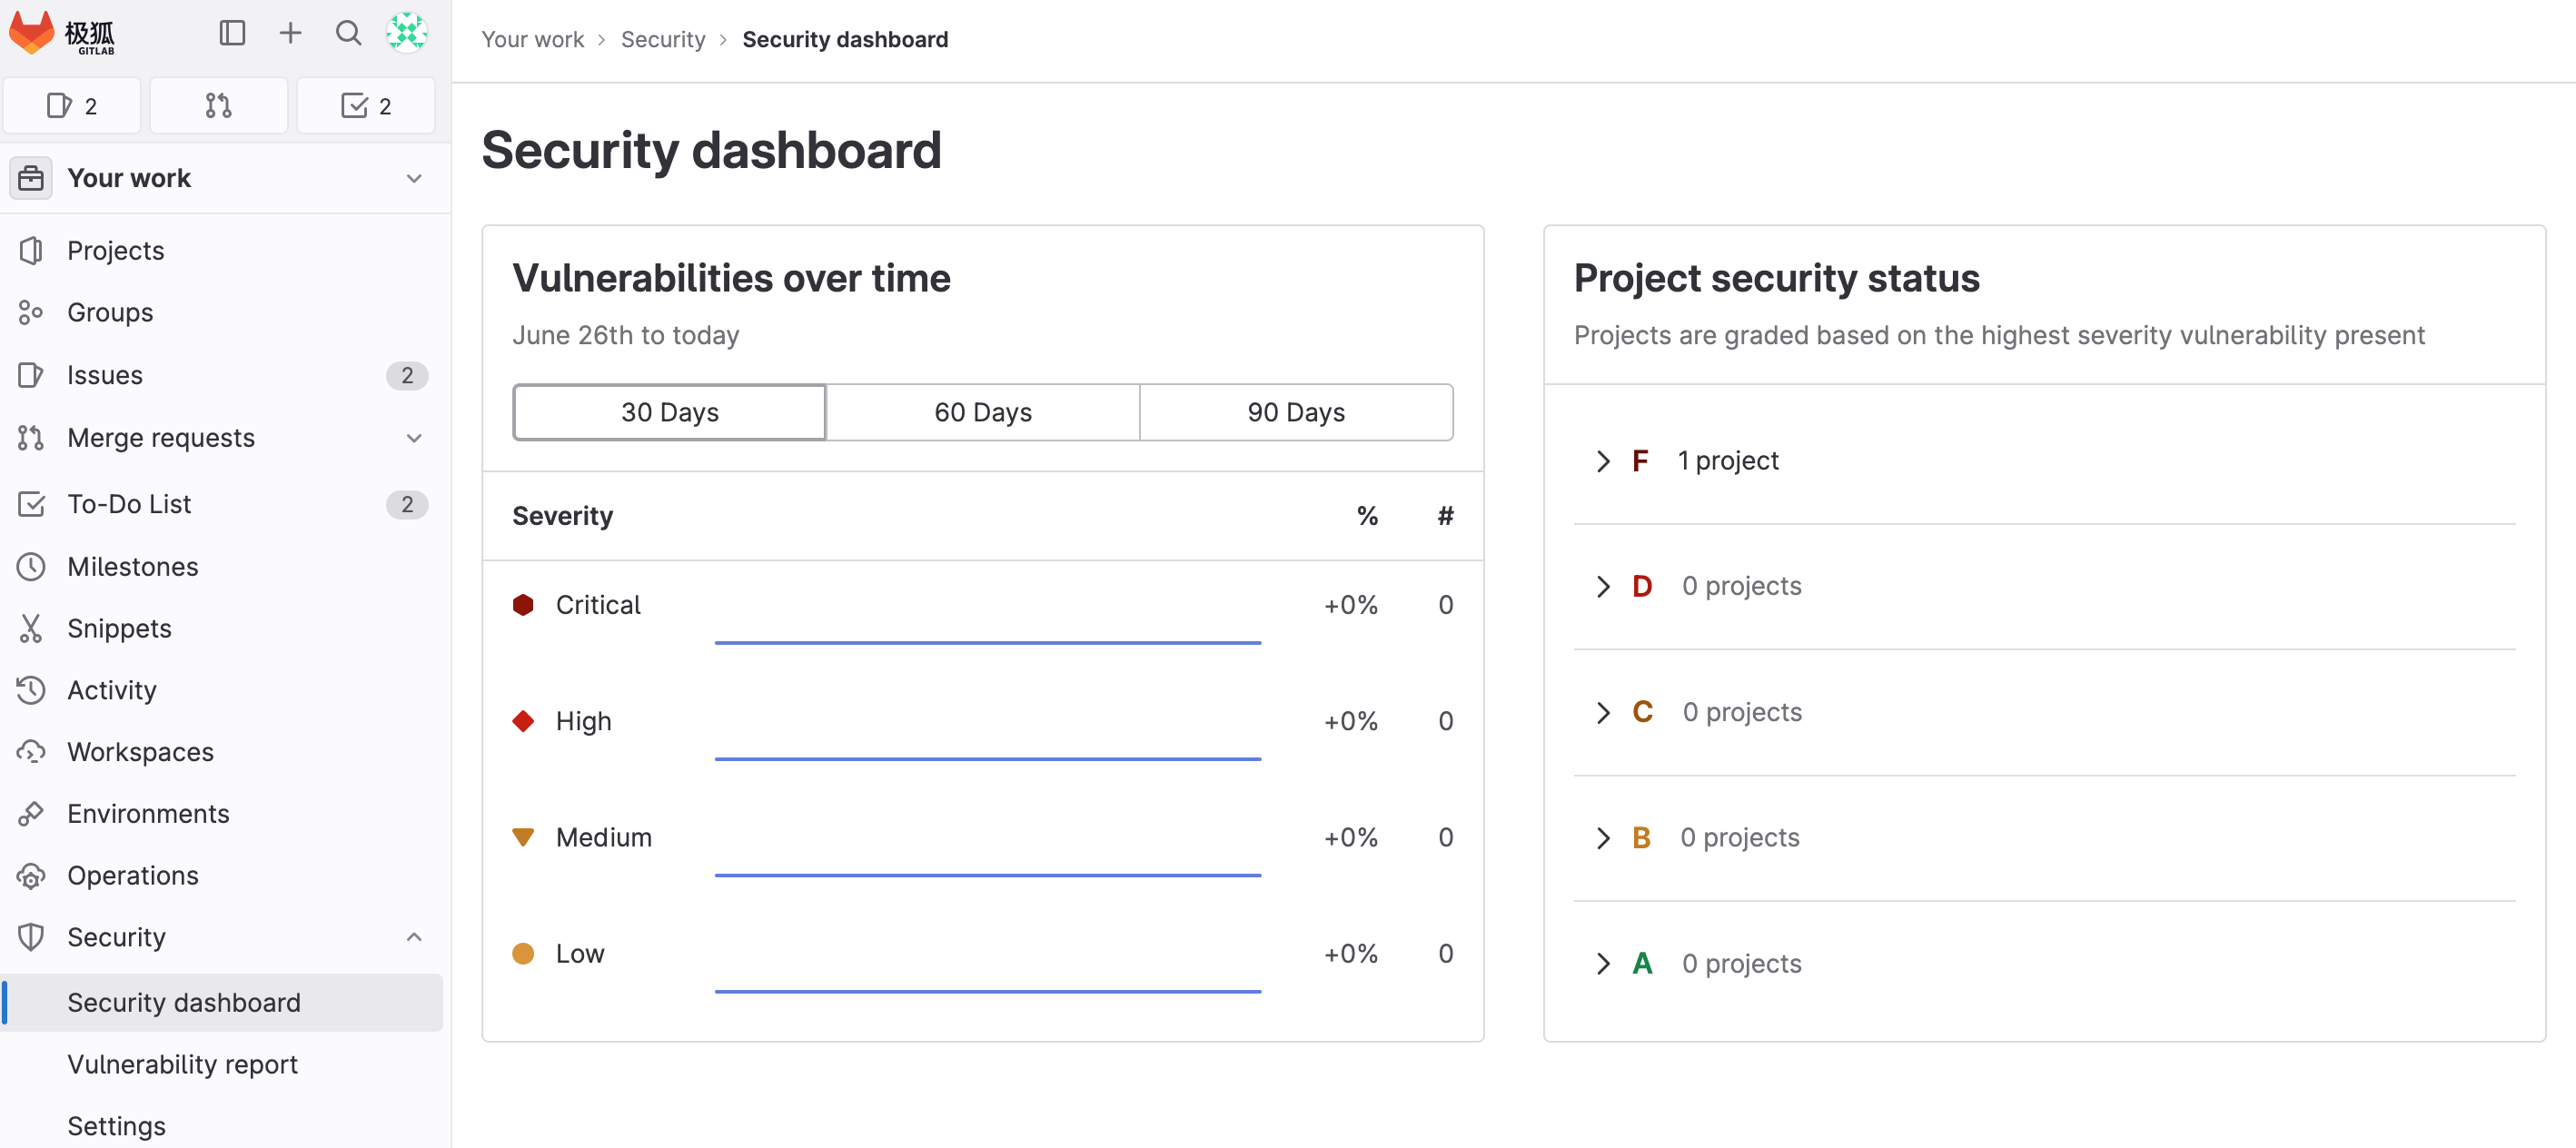 极狐
GITLAB
2
2
Your work
Projects
Groups
Issues 2
Merge requests
To-Do List 2
Milestones
Snippets
Activity
Workspaces
Environments
Operations
Security
Security dashboard
Vulnerability report
Settings
Your work > Security > Security dashboard
Security dashboard
Vulnerabilities over time
June 26th to today
30 Days 60 Days 90 Days
Severity % #
Critical +0% 0
High +0% 0
Medium +0% 0
Low +0% 0
Project security status
Projects are graded based on the highest severity vulnerability present
F 1 project
D 0 projects
C 0 projects
B 0 projects
A 0 projects